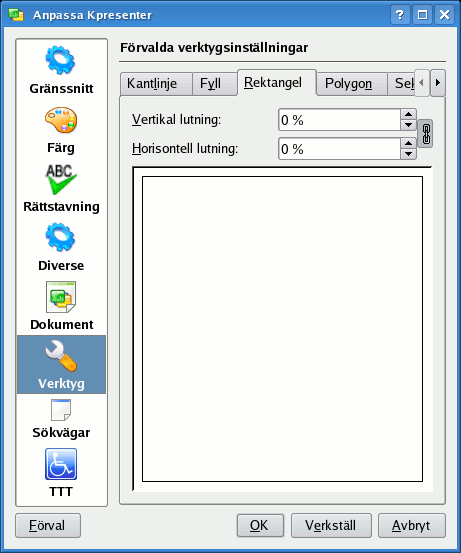 Anpassa Kpresenter
Gränssnitt
Färg
ABC
Rättstavning
Diverse
Dokument
Verktyg
Sökvägar
TTT
Förvalda verktygsinställningar
Kantlinje Fyll Rektangel Polygon Sek
Vertikal lutning: 0 %
Horisontell lutning: 0 %
Förval OK Verkställ Avbryt